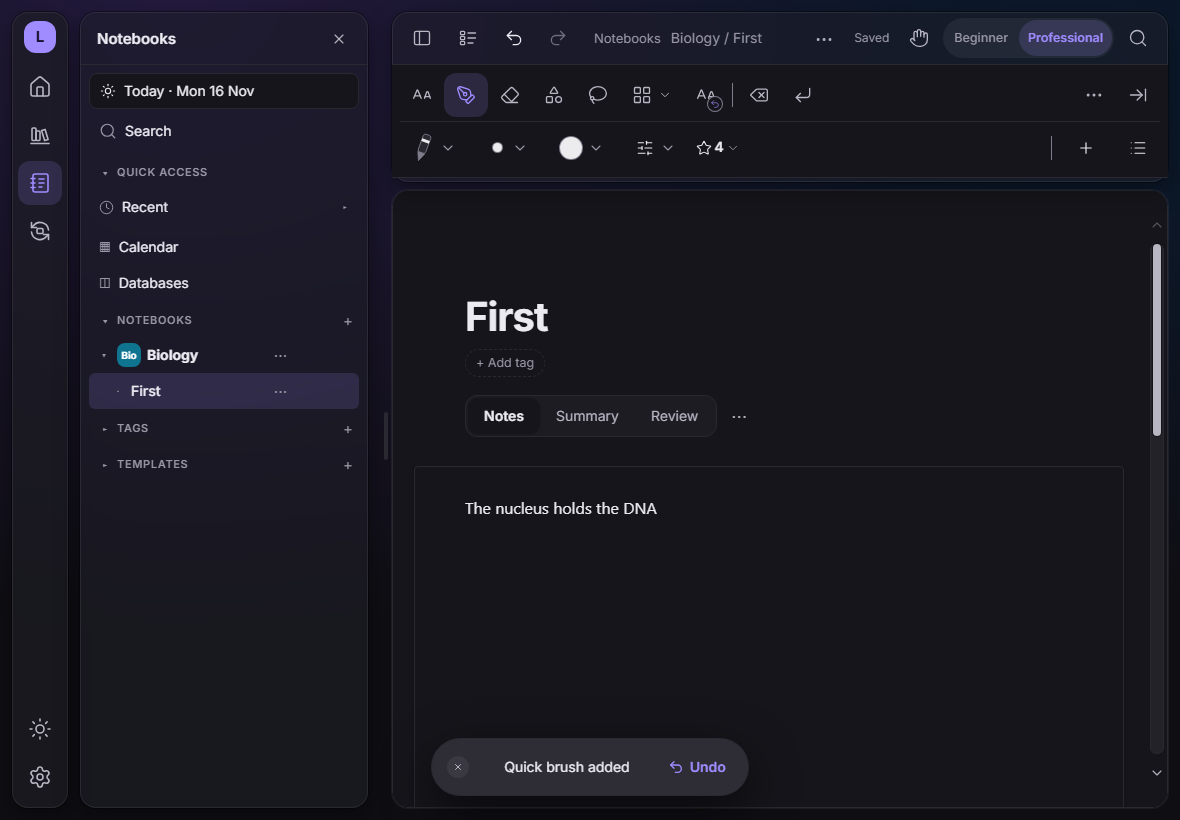 L
Notebooks
Today · Mon 16 Nov
Search
QUICK ACCESS
Recent
Calendar
Databases
NOTEBOOKS
Bio Biology
First
TAGS
TEMPLATES
Notebooks Biology / First
Saved
Beginner Professional
AA
AA
4
First
+ Add tag
Notes Summary Review
The nucleus holds the DNA
Quick brush added Undo